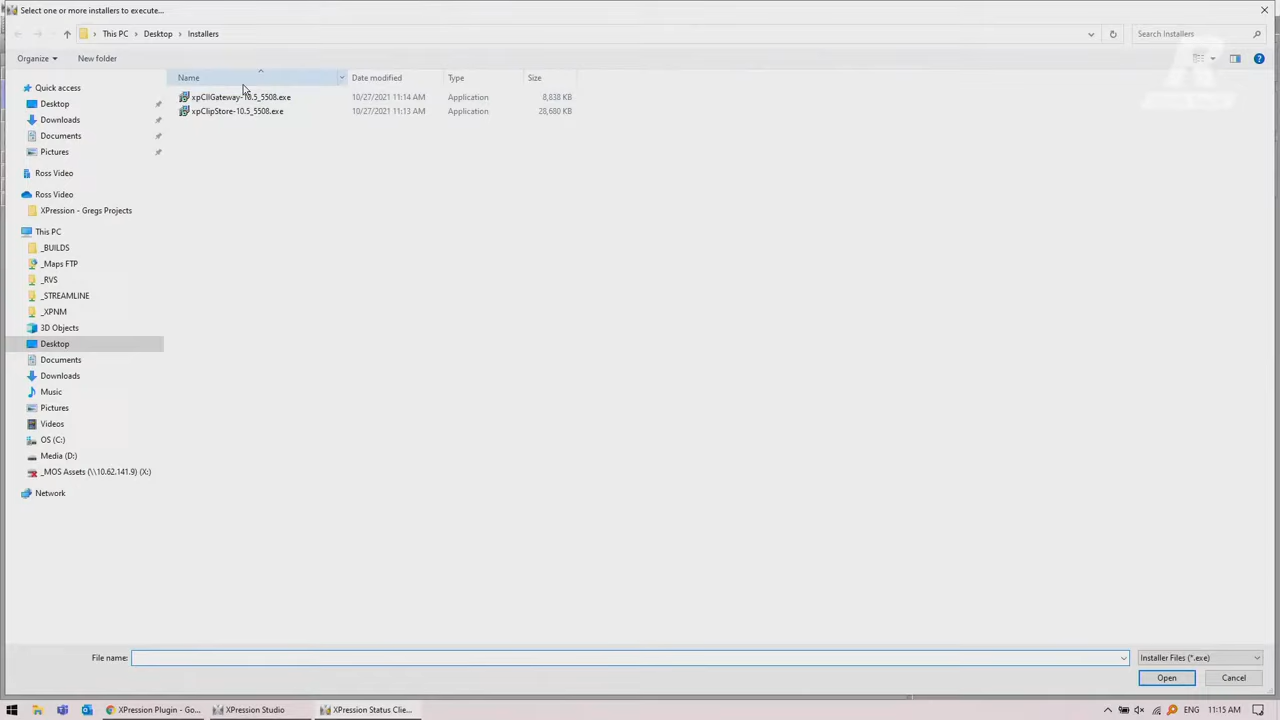 Select one or more installers to execute...
This PC > Desktop > Installers
Search Installers
Organize
New folder
Name
Date modified
Type
Size
xpCIIGateway-10.5_5508.exe
10/27/2021 11:14 AM
Application
8,838 KB
xpClipStore-10.5_5508.exe
10/27/2021 11:13 AM
Application
28,680 KB
Quick access
Desktop
Downloads
Documents
Pictures
Ross Video
Ross Video
XPression - Gregs Projects
This PC
_BUILDS
_Maps FTP
_RVS
_STREAMLINE
_XPNM
3D Objects
Desktop
Documents
Downloads
Music
Pictures
Videos
OS (C:)
Media (D:)
_MOS Assets (\\10.62.141.9) (X:)
Network
File name:
Installer Files (*.exe)
Open
Cancel
XPression Plugin - Go...
XPression Studio
XPression Status Clie...
ENG
11:15 AM